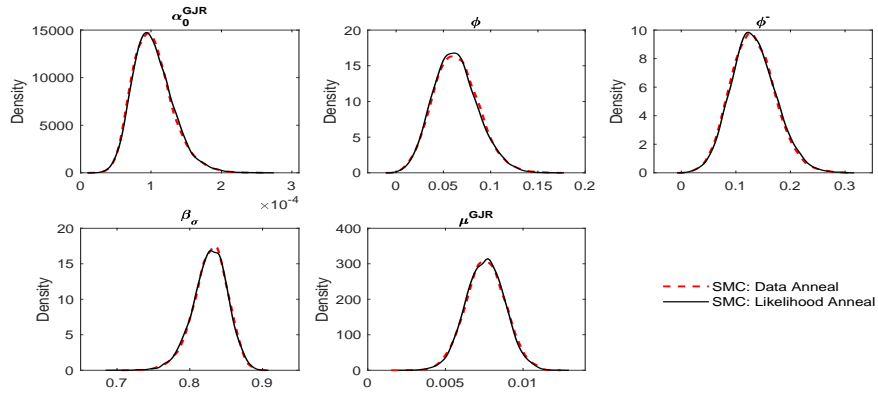 α₀ᴳᴶᴿ
Density
15000
10000
5000
0
0 1 2 3
×10⁻⁴
ϕ
Density
20
15
10
5
0
0 0.05 0.1 0.15 0.2
ϕ⁻
Density
10
8
6
4
2
0
0 0.1 0.2 0.3
β_σ
Density
20
15
10
5
0
0.7 0.8 0.9
μᴳᴶᴿ
Density
400
300
200
100
0
0 0.005 0.01
SMC: Data Anneal
SMC: Likelihood Anneal